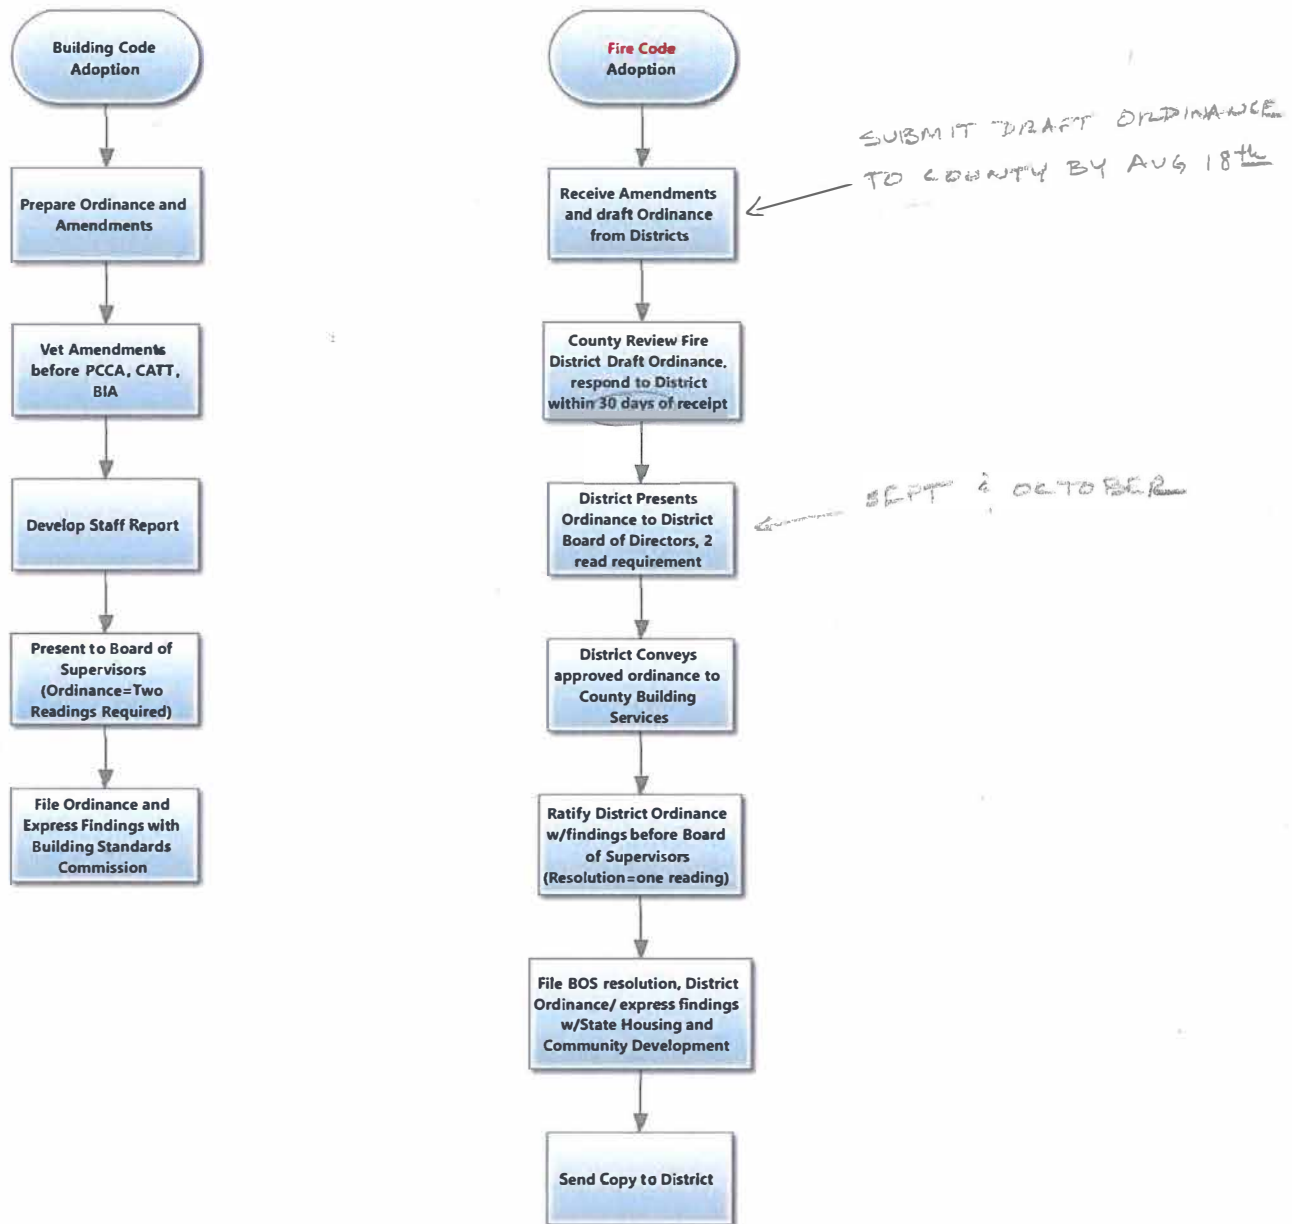 Building Code
Adoption
Prepare Ordinance and
Amendments
Vet Amendments
before PCCA, CATT,
BIA
Develop Staff Report
Present to Board of
Supervisors
(Ordinance=Two
Readings Required)
File Ordinance and
Express Findings with
Building Standards
Commission
Fire Code
Adoption
Receive Amendments
and draft Ordinance
from Districts
SUBMIT DRAFT ORDINANCE
TO COUNTY BY AUG 18th
County Review Fire
District Draft Ordinance,
respond to District
within 30 days of receipt
District Presents
Ordinance to District
Board of Directors, 2
read requirement
SEPT & OCTOBER
District Conveys
approved ordinance to
County Building
Services
Ratify District Ordinance
w/findings before Board
of Supervisors
(Resolution=one reading)
File BOS resolution, District
Ordinance/ express findings
w/State Housing and
Community Development
Send Copy to District